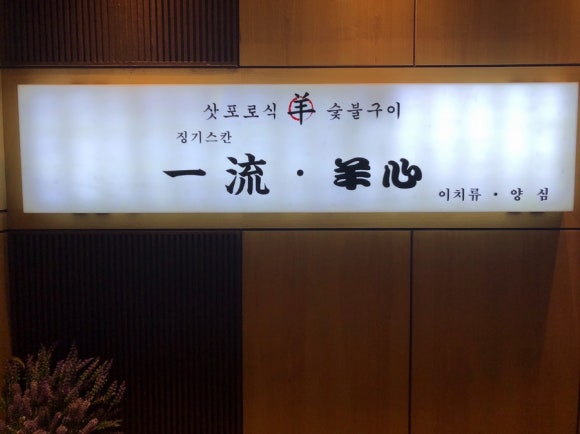 삿포로식 羊 숯불구이
징기스칸
一流・羊心
이치류・양심